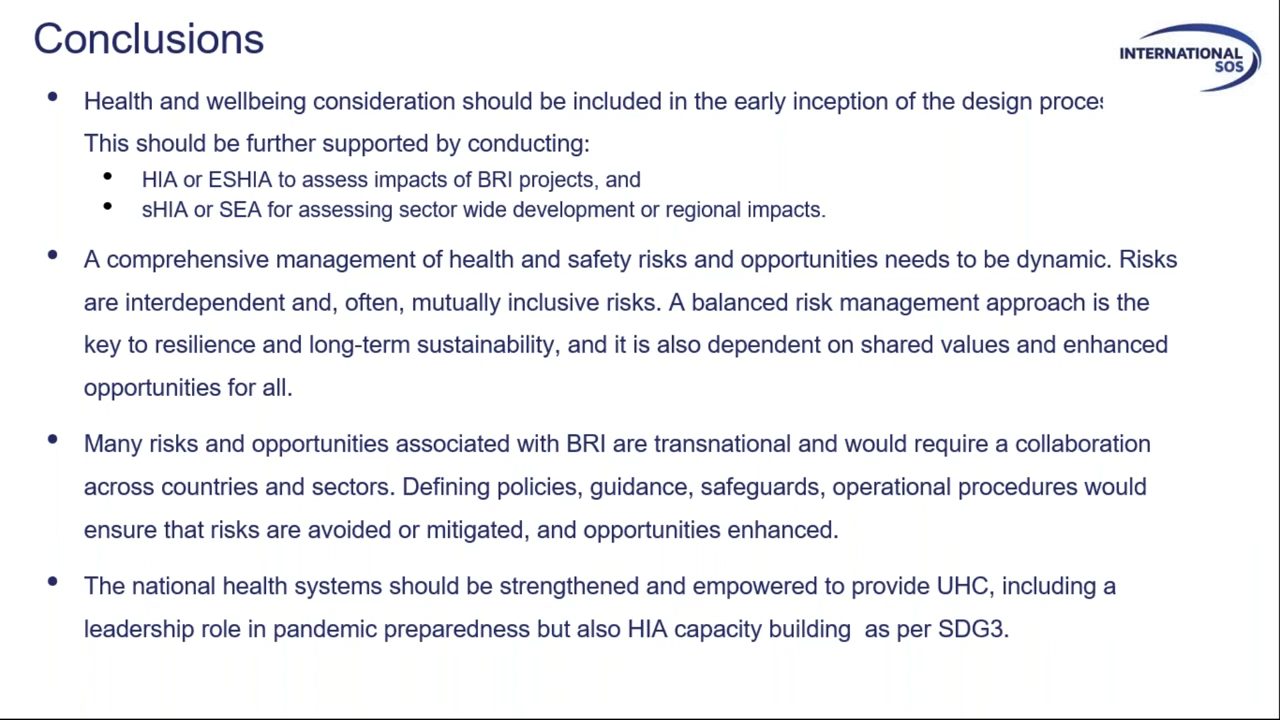 Conclusions
INTERNATIONAL
SOS
• Health and wellbeing consideration should be included in the early inception of the design proces
This should be further supported by conducting:
• HIA or ESHIA to assess impacts of BRI projects, and
• sHIA or SEA for assessing sector wide development or regional impacts.
• A comprehensive management of health and safety risks and opportunities needs to be dynamic. Risks
are interdependent and, often, mutually inclusive risks. A balanced risk management approach is the
key to resilience and long-term sustainability, and it is also dependent on shared values and enhanced
opportunities for all.
• Many risks and opportunities associated with BRI are transnational and would require a collaboration
across countries and sectors. Defining policies, guidance, safeguards, operational procedures would
ensure that risks are avoided or mitigated, and opportunities enhanced.
• The national health systems should be strengthened and empowered to provide UHC, including a
leadership role in pandemic preparedness but also HIA capacity building  as per SDG3.